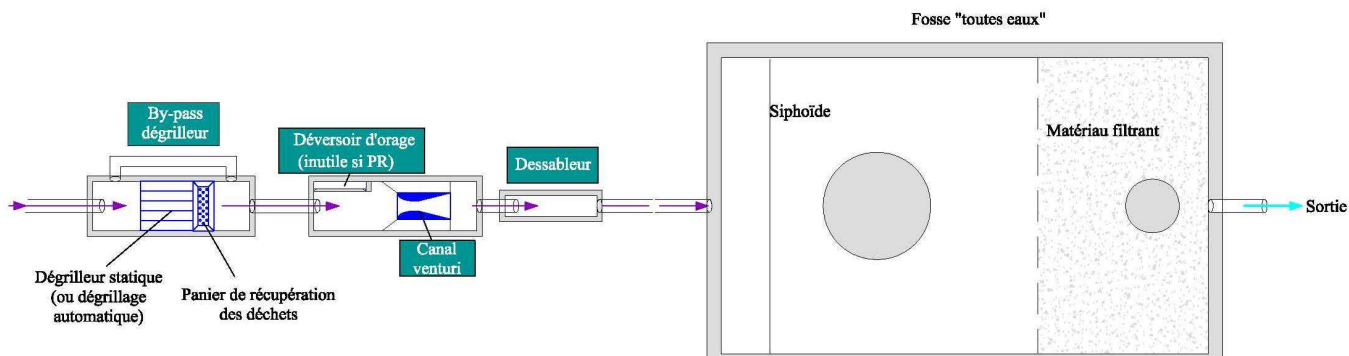 Fosse "toutes eaux"
By-pass
dégrilleur
Déversoir d'orage
(inutile si PR)
Dessableur
Siphoïde
Matériau filtrant
Sortie
Canal
venturi
Dégrilleur statique
(ou dégrillage
automatique)
Panier de récupération
des déchets